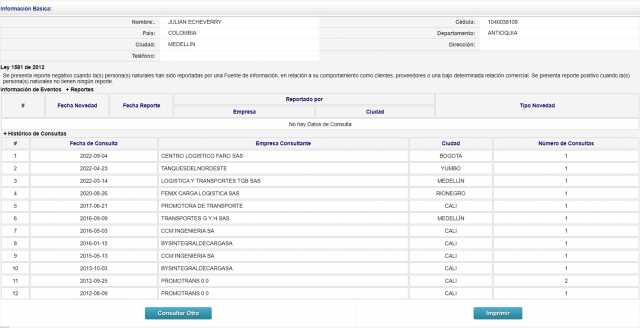 Información Básica:
Nombre:. JULIAN ECHEVERRY Cédula: 1040038109
País: COLOMBIA Departamento: ANTIOQUIA
Ciudad: MEDELLIN Dirección:
Teléfono:
Ley 1581 de 2012
Se presenta reporte negativo cuando la(s) persona(s) naturales han sido reportadas por una Fuente de información, en relación a su comportamiento como clientes, proveedores o una bajo determinada relación comercial. Se presenta reporte positivo cuando la(s)
persona(s) naturales no tienen ningún reporte.
Información de Eventos + Reportes
# Fecha Novedad Fecha Reporte Reportado por Tipo Novedad
Empresa Ciudad
No hay Datos de Consulta
+ Histórico de Consultas
# Fecha de Consulta Empresa Consultante Ciudad Número de Consultas
1 2022-09-04 CENTRO LOGISTICO FARO SAS BOGOTA 1
2 2022-04-23 TANQUESDELNORDESTE YUMBO 1
3 2022-03-14 LOGISTICA Y TRANSPORTES TGB SAS MEDELLIN 1
4 2020-08-26 FENIX CARGA LOGISTICA SAS RIONEGRO 1
5 2017-06-21 PROMOTORA DE TRANSPORTE CALI 1
6 2016-09-09 TRANSPORTES G Y H SAS MEDELLIN 1
7 2016-05-03 CCM INGENIERIA SA CALI 1
8 2016-01-13 BYSINTEGRALDECARGASA CALI 1
9 2015-05-13 CCM INGENIERIA SA CALI 1
10 2013-10-03 BYSINTEGRALDECARGASA CALI 1
11 2012-09-25 PROMOTRANS 0 0 CALI 2
12 2012-06-06 PROMOTRANS 0 0 CALI 1
Consultar Otro Imprimir